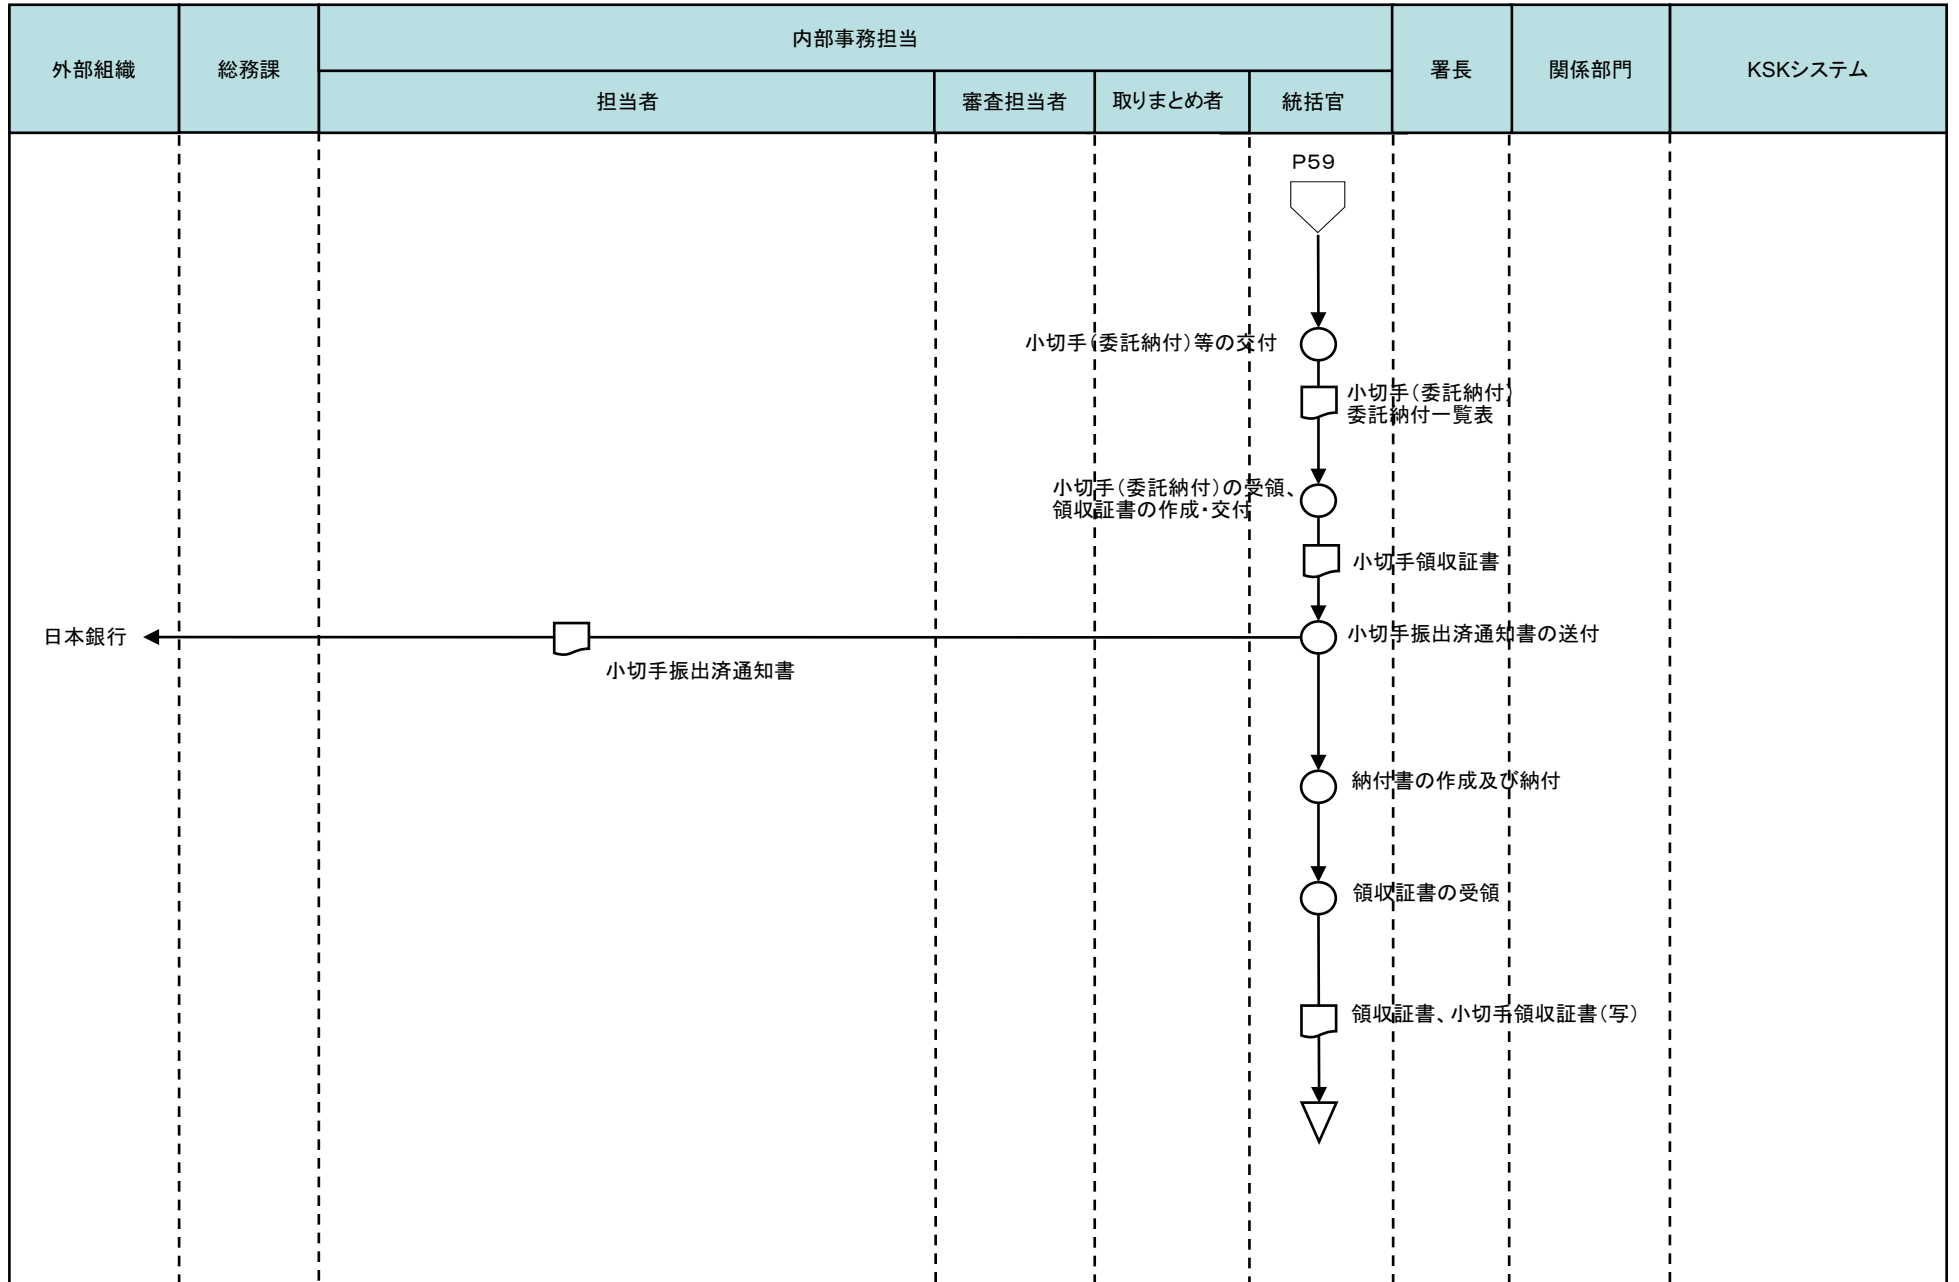 外部組織
総務課
内部事務担当
担当者
審査担当者
取りまとめ者
統括官
署長
関係部門
KSKシステム
P59
小切手(委託納付)等の交付
小切手(委託納付)
委託納付一覧表
小切手(委託納付)の受領、
領収証書の作成・交付
小切手領収証書
日本銀行
小切手振出済通知書の送付
小切手振出済通知書
納付書の作成及び納付
領収証書の受領
領収証書、小切手領収証書(写)